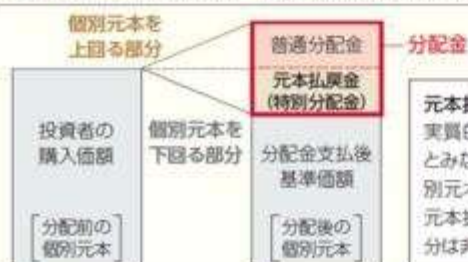 個別元本を
上回る部分
普通分配金
分配金
元本払戻金
(特別分配金)
投資者の
購入価額
個別元本を
下回る部分
分配金支払後
基準価額
[分配前の
個別元本]
[分配後の
個別元本]
元本払
実質的
とみな
別元本
元本払
分は非